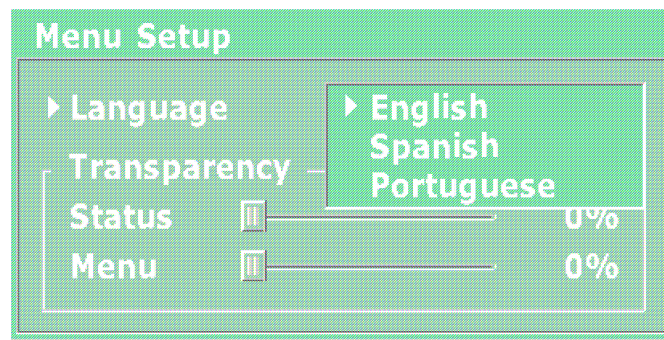 Menu Setup
Language
English
Spanish
Transparency
Portuguese
Status 0%
Menu 0%